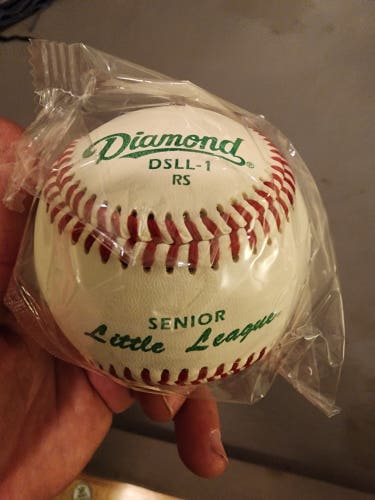 Diamond®
DSLL-1
RS
SENIOR
Little League